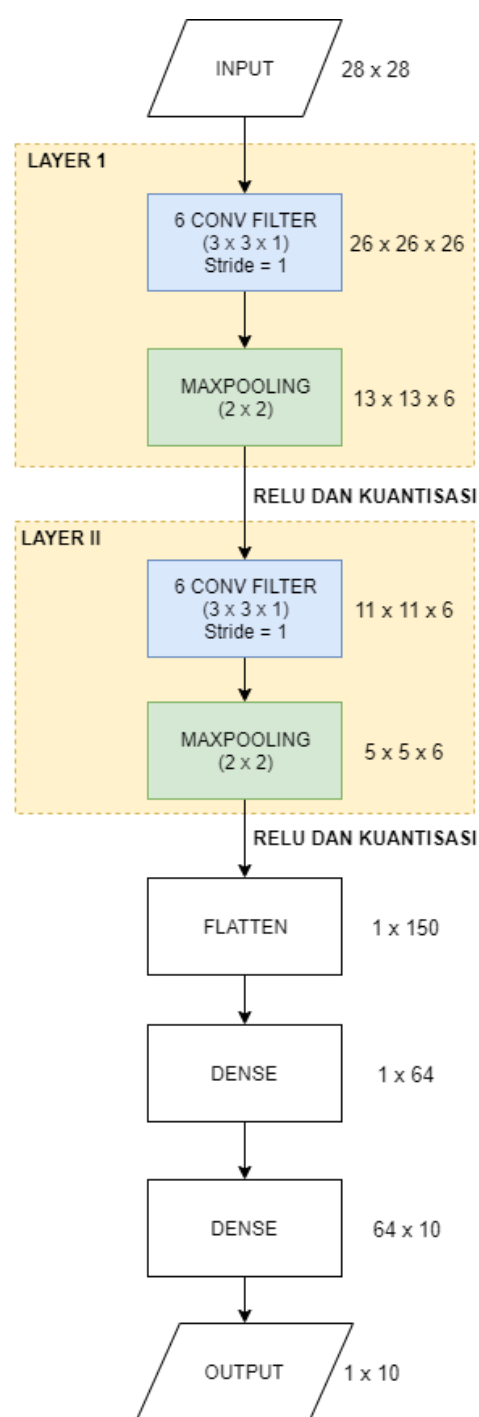 INPUT
28 x 28
LAYER 1
6 CONV FILTER
(3 x 3 x 1)
Stride = 1
26 x 26 x 26
MAXPOOLING
(2 x 2)
13 x 13 x 6
RELU DAN KUANTISASI
LAYER II
6 CONV FILTER
(3 x 3 x 1)
Stride = 1
11 x 11 x 6
MAXPOOLING
(2 x 2)
5 x 5 x 6
RELU DAN KUANTISASI
FLATTEN
1 x 150
DENSE
1 x 64
DENSE
64 x 10
OUTPUT
1 x 10